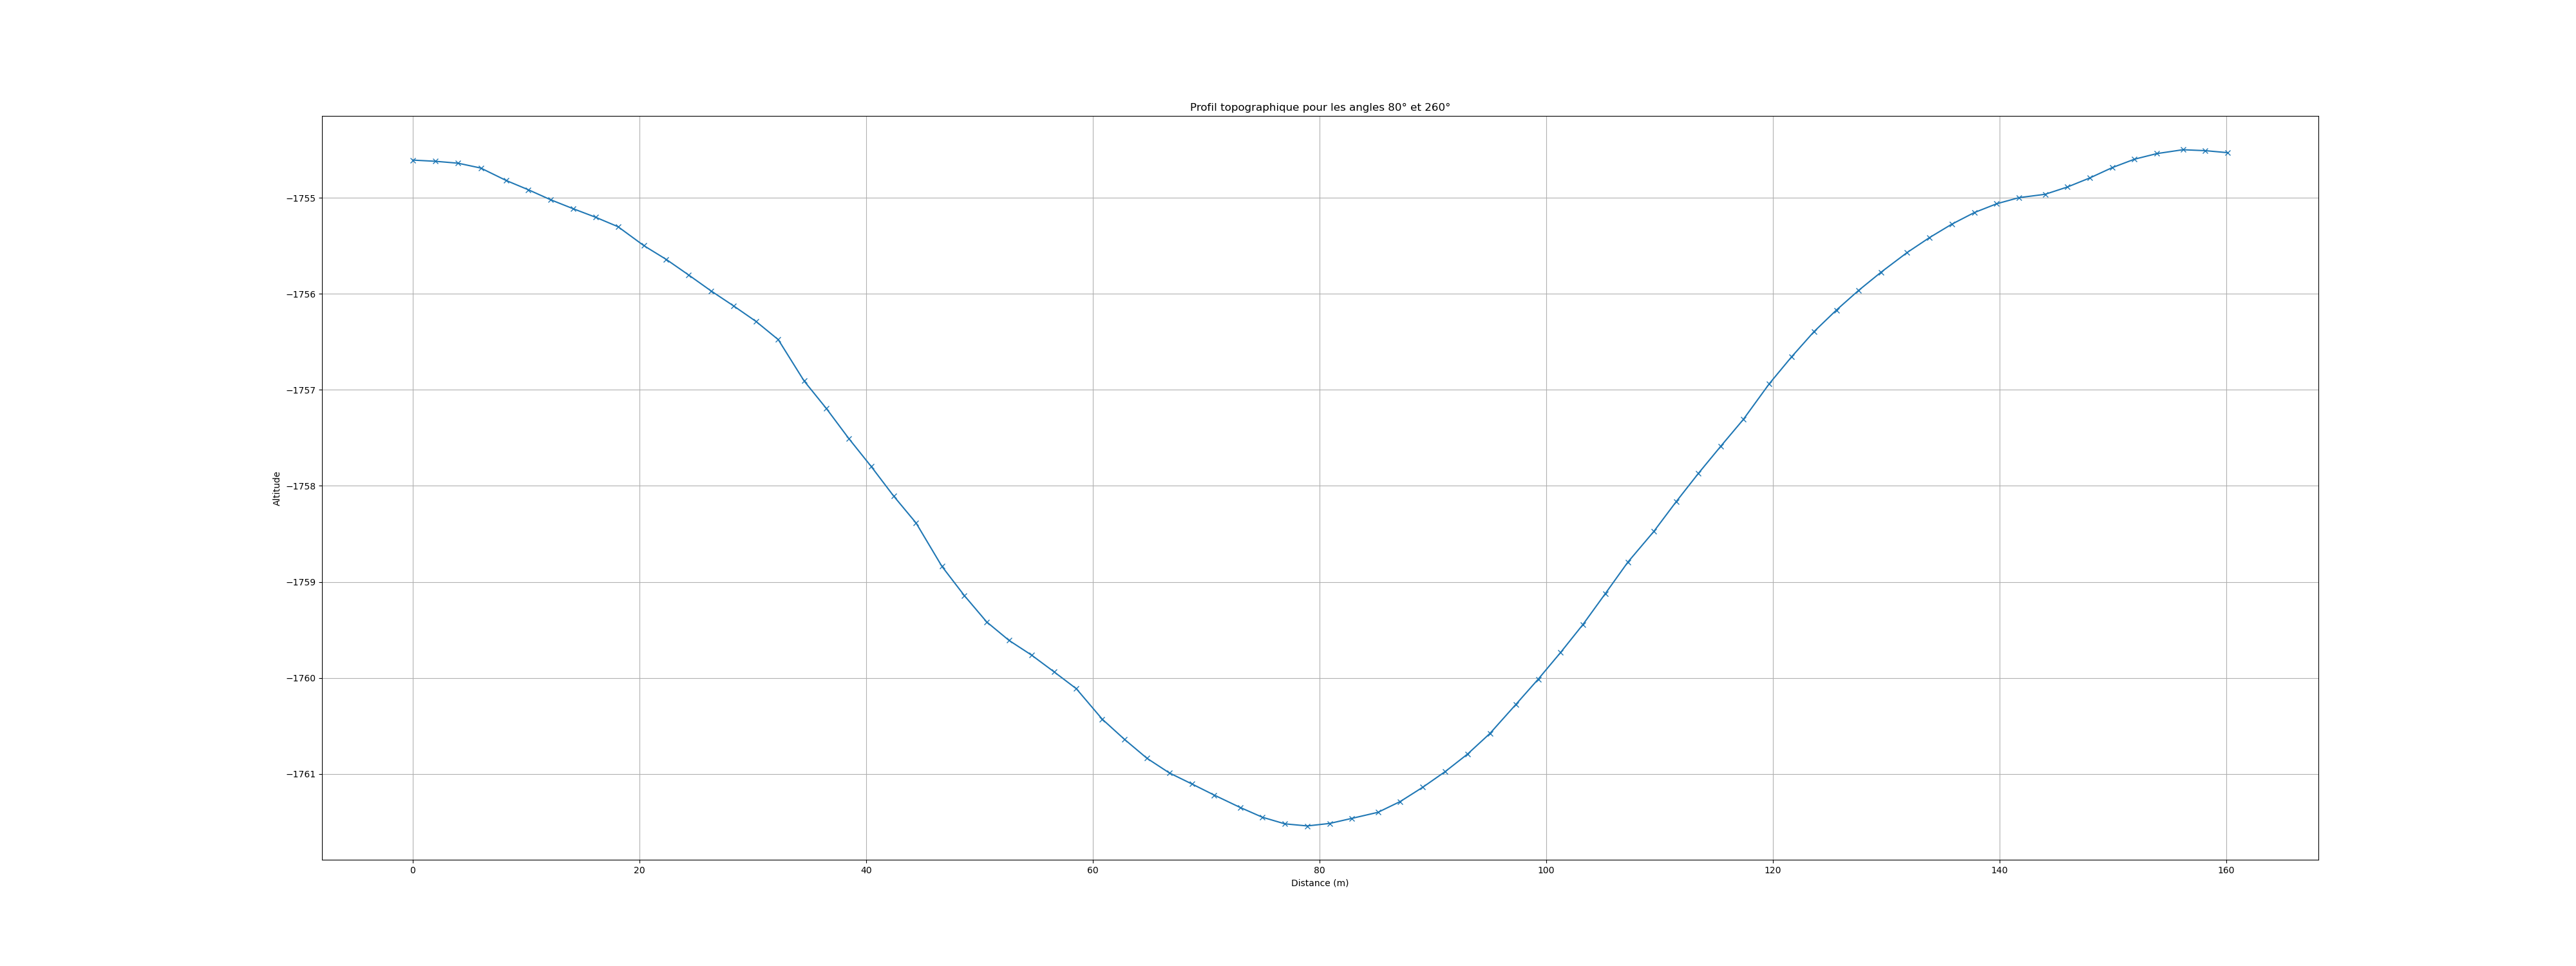 Profil topographique pour les angles 80° et 260°
Altitude
−1755
−1756
−1757
−1758
−1759
−1760
−1761
0 20 40 60 80 100 120 140 160
Distance (m)